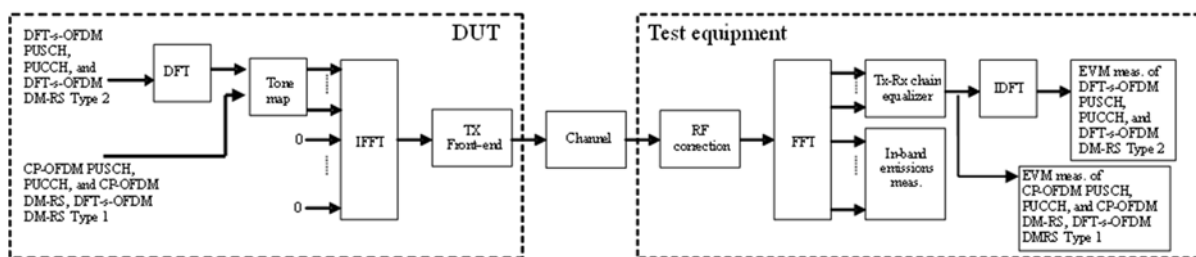 DUT
DFT-s-OFDM
PUSCH,
PUCCH, and
DFT-s-OFDM
DM-RS Type 2
DFT
Tone
map
0
0
IFFT
TX
Front-end
CP-OFDM PUSCH,
PUCCH, and CP-OFDM
DM-RS, DFT-s-OFDM
DM-RS Type 1
Channel
Test equipment
RF
correction
FFT
Tx-Rx chain
equalizer
In-band
emissions
meas.
IDFT
EVM meas. of
DFT-s-OFDM
PUSCH,
PUCCH, and
DFT-s-OFDM
DM-RS Type 2
EVM meas. of
CP-OFDM PUSCH,
PUCCH, and CP-OFDM
DM-RS, DFT-s-OFDM
DMRS Type 1